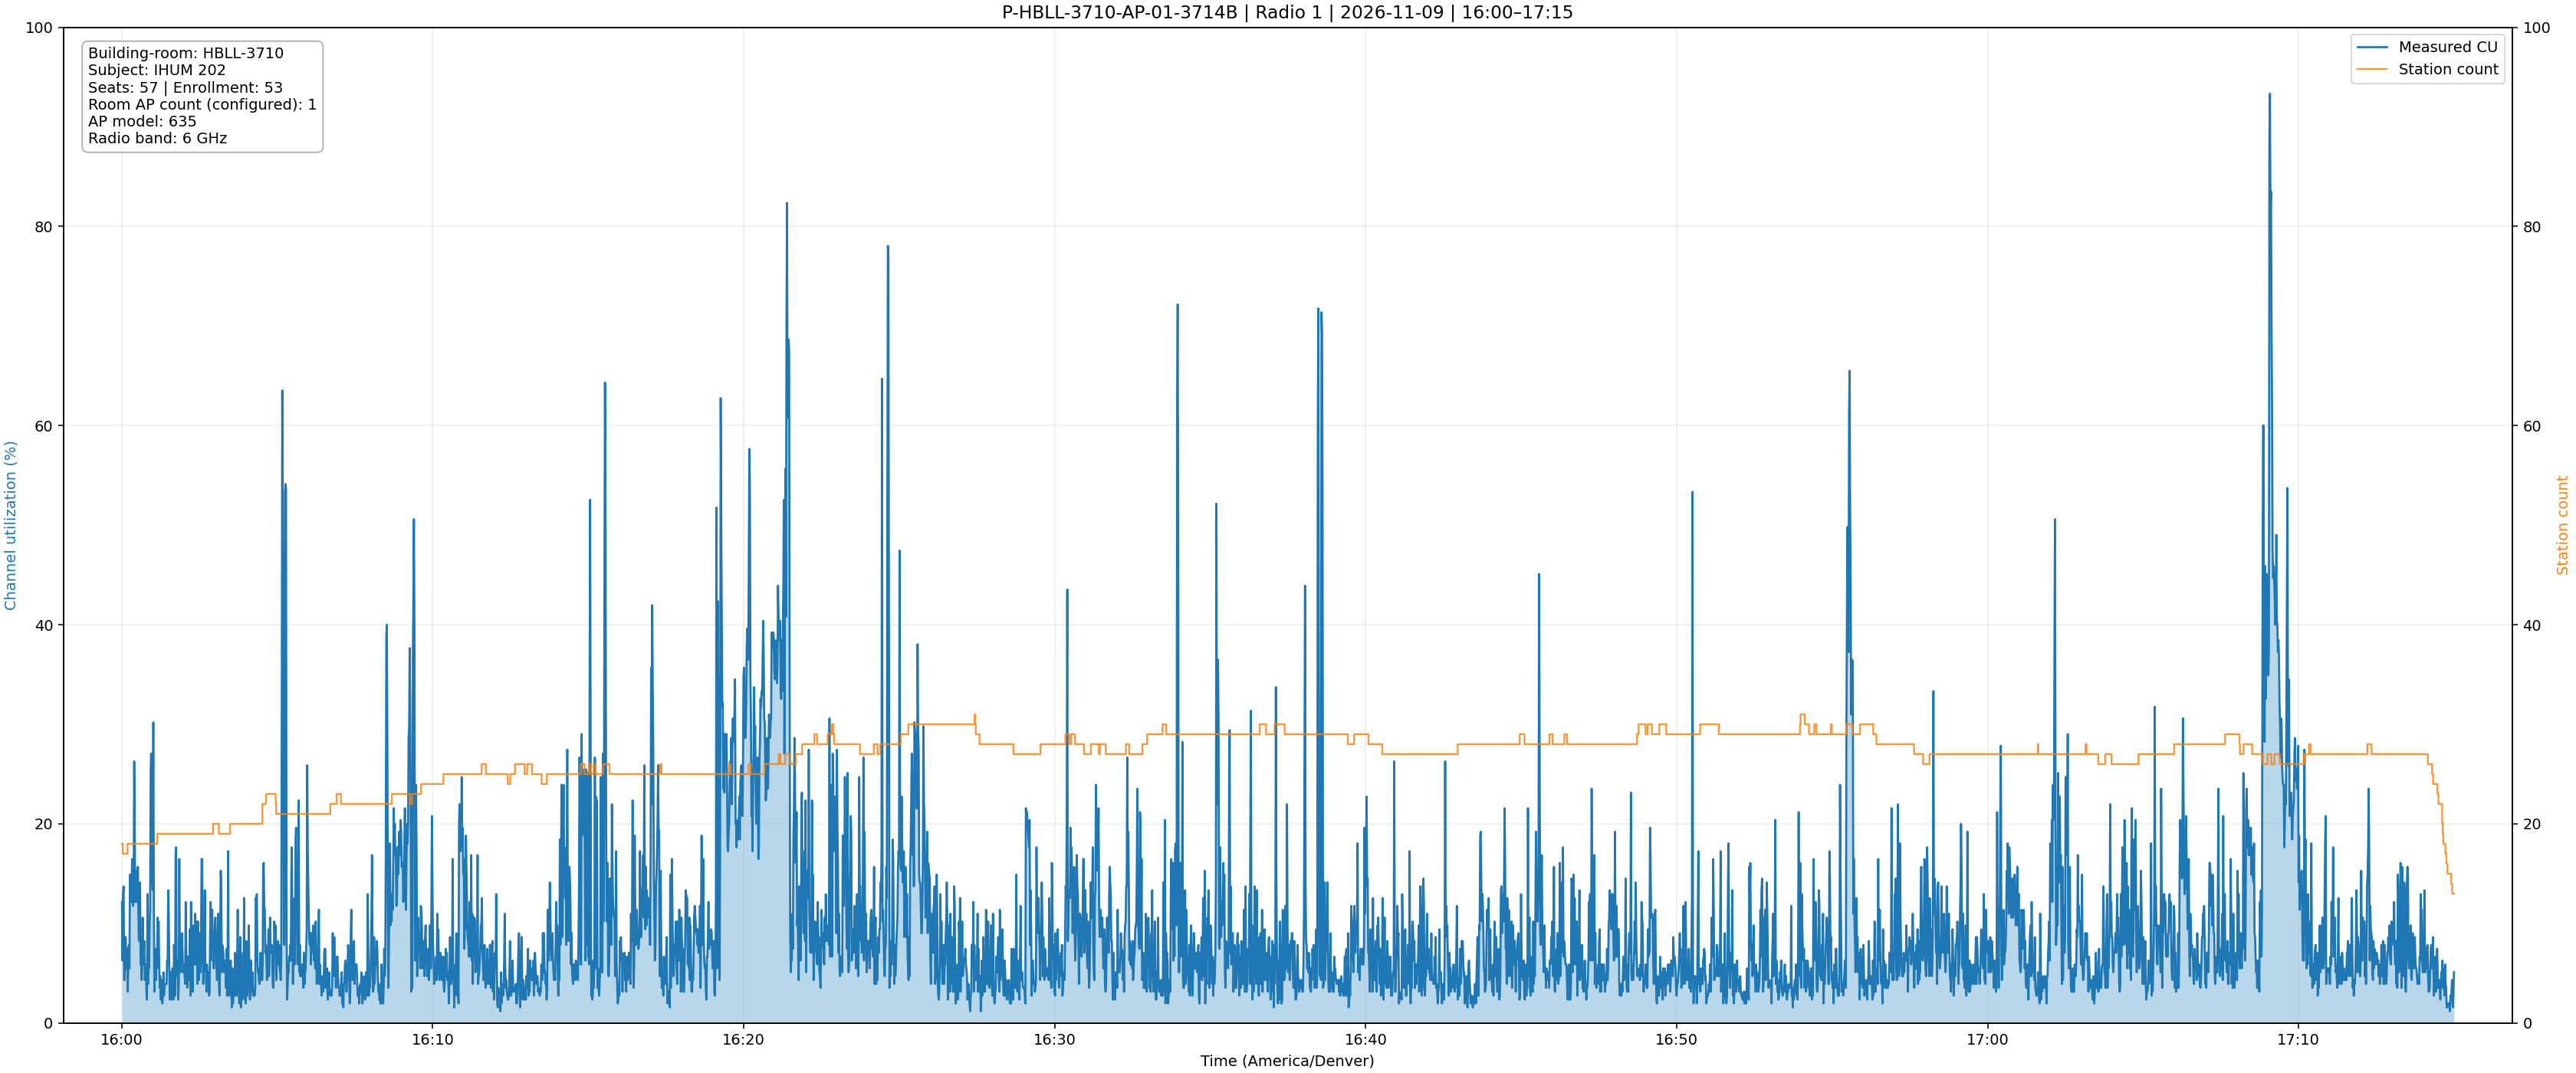 P-HBLL-3710-AP-01-3714B | Radio 1 | 2026-11-09 | 16:00–17:15
Building-room: HBLL-3710
Subject: IHUM 202
Seats: 57 | Enrollment: 53
Room AP count (configured): 1
AP model: 635
Radio band: 6 GHz
Measured CU
Station count
100
80
60
40
20
0
Channel utilization (%)
100
80
60
40
20
0
Station count
16:00 16:10 16:20 16:30 16:40 16:50 17:00 17:10
Time (America/Denver)